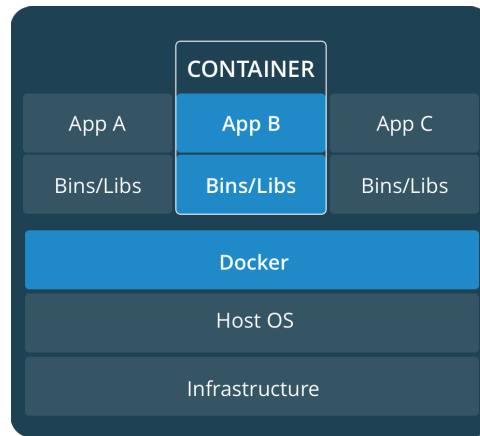 CONTAINER
App A App B App C
Bins/Libs Bins/Libs Bins/Libs
Docker
Host OS
Infrastructure